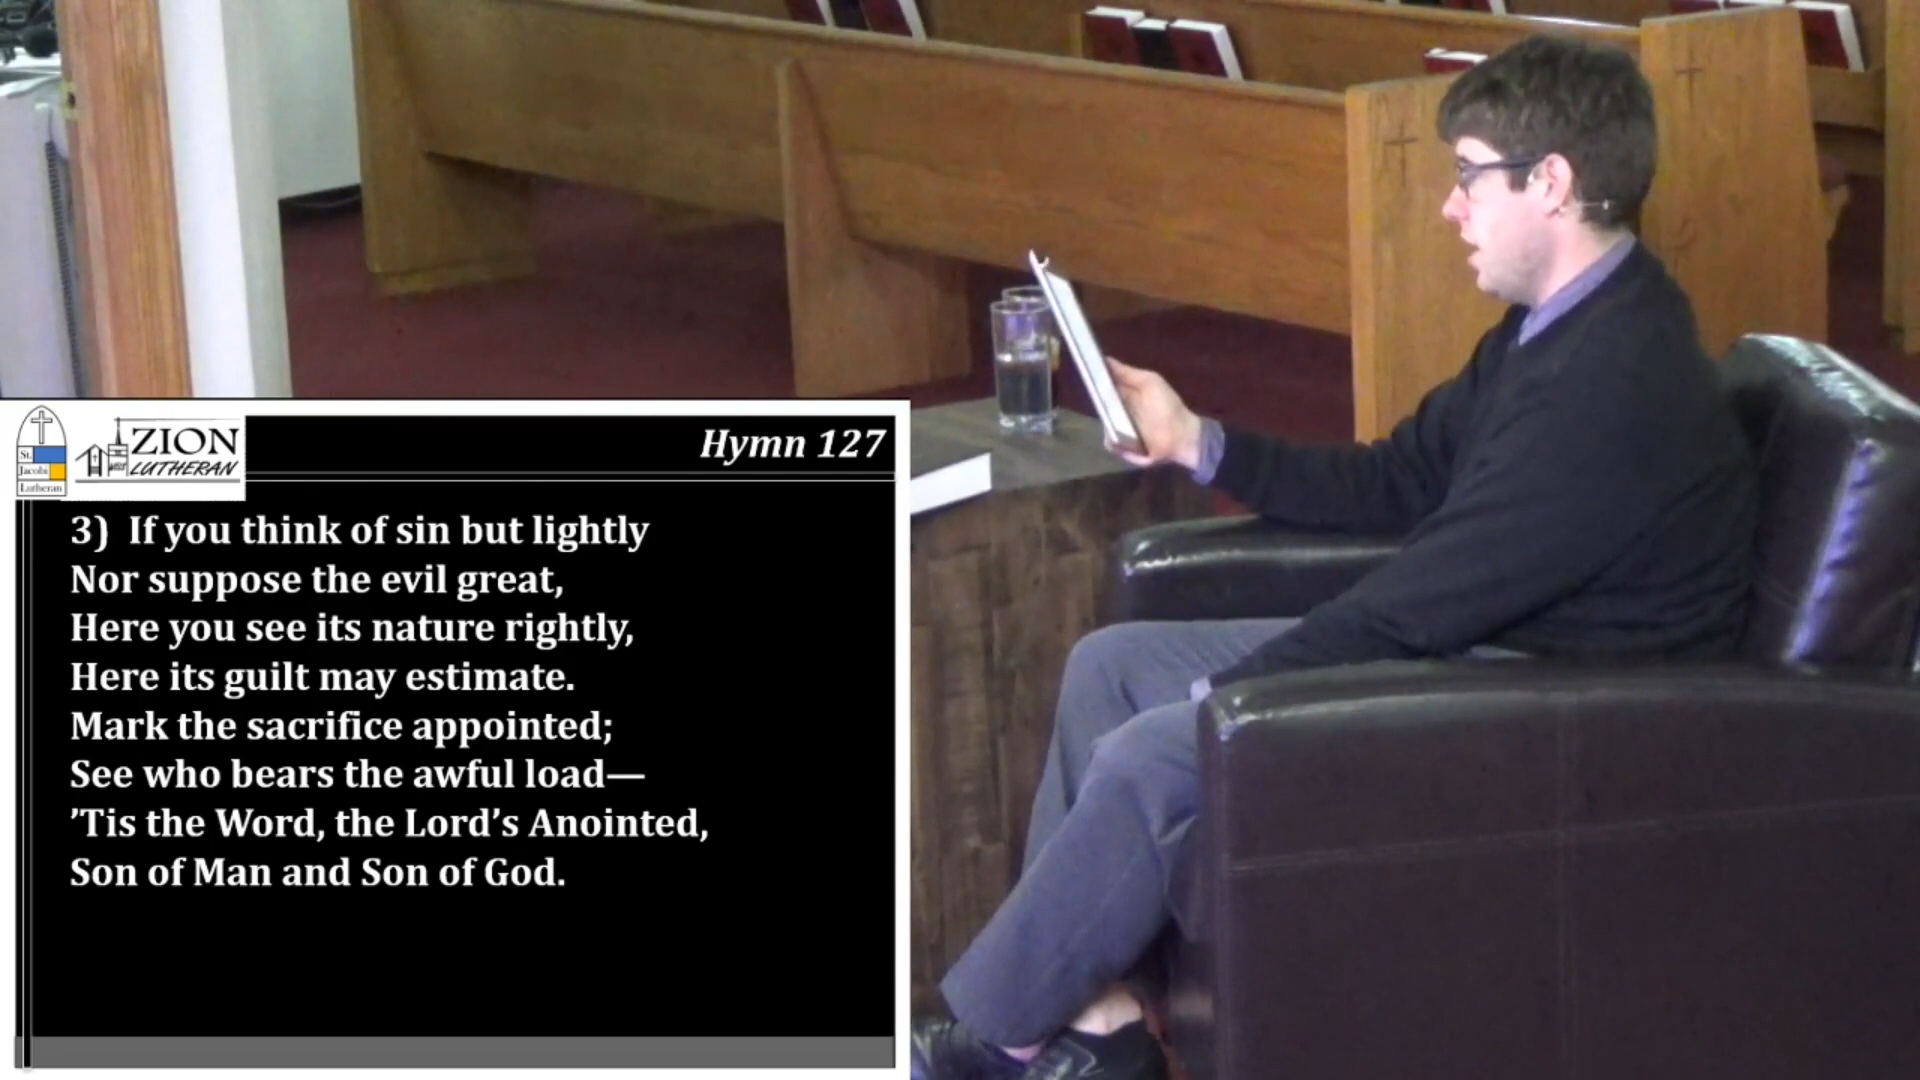 St.
Jacobi
Lutheran
ZION
LUTHERAN
Hymn 127
3) If you think of sin but lightly
Nor suppose the evil great,
Here you see its nature rightly,
Here its guilt may estimate.
Mark the sacrifice appointed;
See who bears the awful load—
’Tis the Word, the Lord’s Anointed,
Son of Man and Son of God.